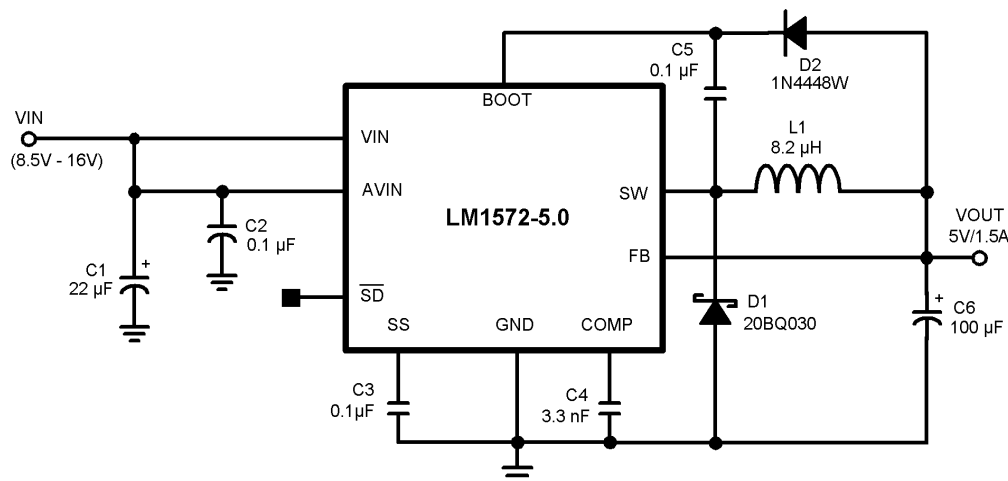 C5
0.1 µF
D2
1N4448W
BOOT
VIN
(8.5V - 16V)
VIN
L1
8.2 µH
AVIN
SW
LM1572-5.0
C2
0.1 µF
VOUT
5V/1.5A
FB
C1
+
22 µF
SD
D1
20BQ030
+
C6
100 µF
SS
GND
COMP
C3
0.1µF
C4
3.3 nF